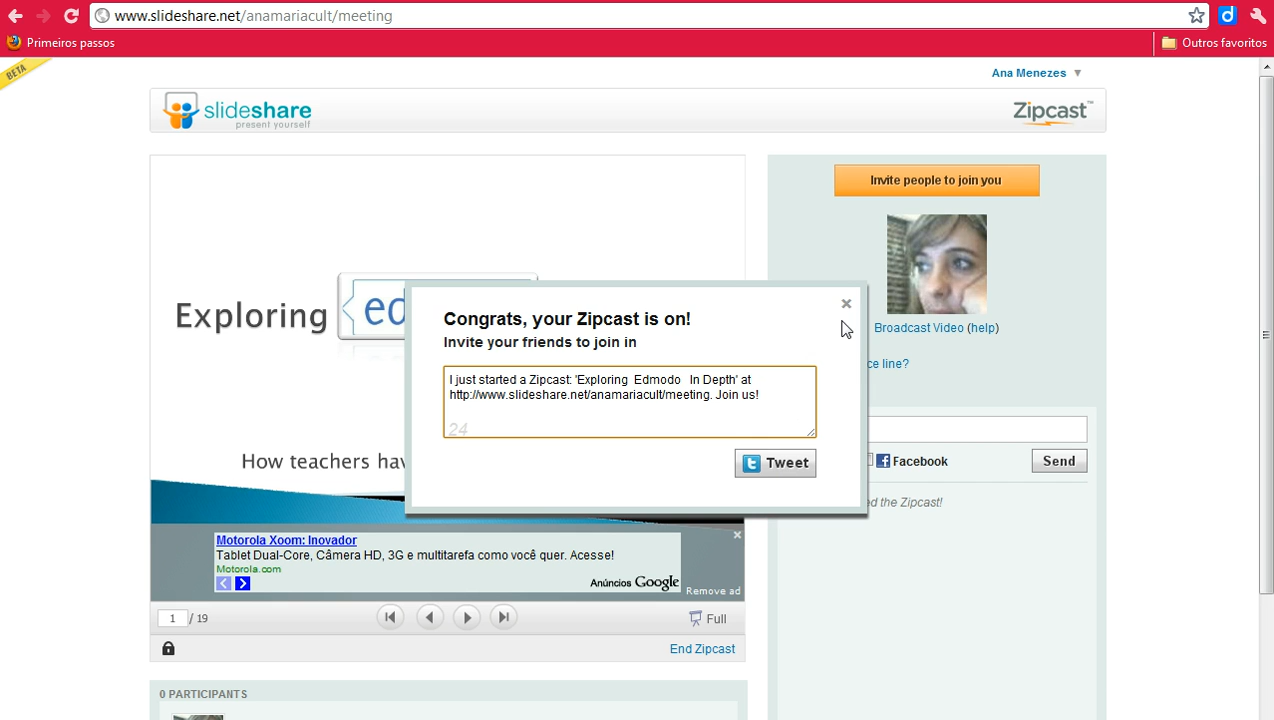 www.slideshare.net/anamariacult/meeting
Primeiros passos
Outros favoritos
BETA
Ana Menezes
slideshare
present yourself
Zipcast™
Invite people to join you
Exploring ed
Broadcast Video (help)
Congrats, your Zipcast is on!
Invite your friends to join in
I just started a Zipcast: 'Exploring Edmodo In Depth' at
http://www.slideshare.net/anamariacult/meeting. Join us!
24
Tweet
ce line?
Facebook
Send
d the Zipcast!
How teachers hav
Motorola Xoom: Inovador
Tablet Dual-Core, Câmera HD, 3G e multitarefa como você quer. Acesse!
Motorola.com
Anúncios Google
Remove ad
1 / 19
Full
End Zipcast
0 PARTICIPANTS